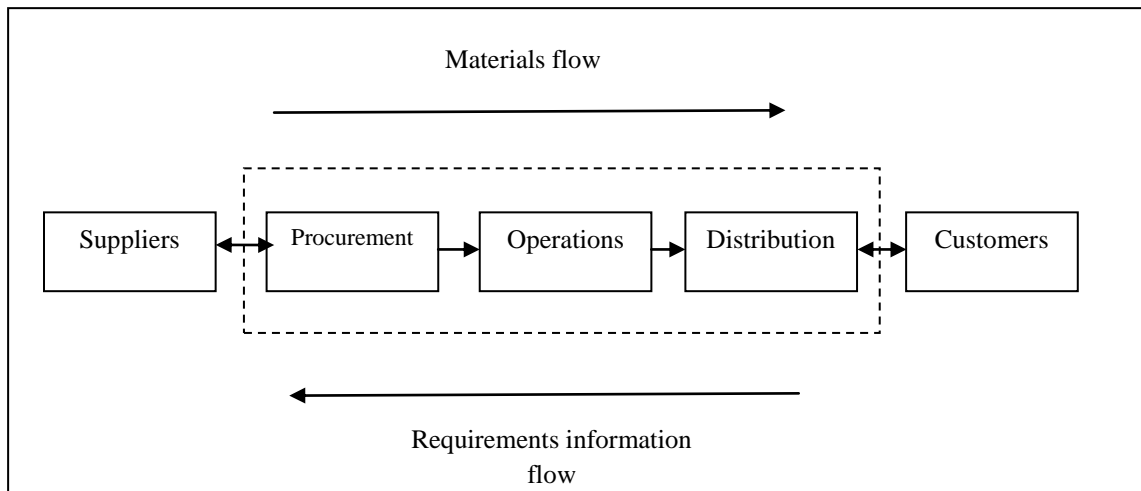 Materials flow
Suppliers
Procurement
Operations
Distribution
Customers
Requirements information
flow